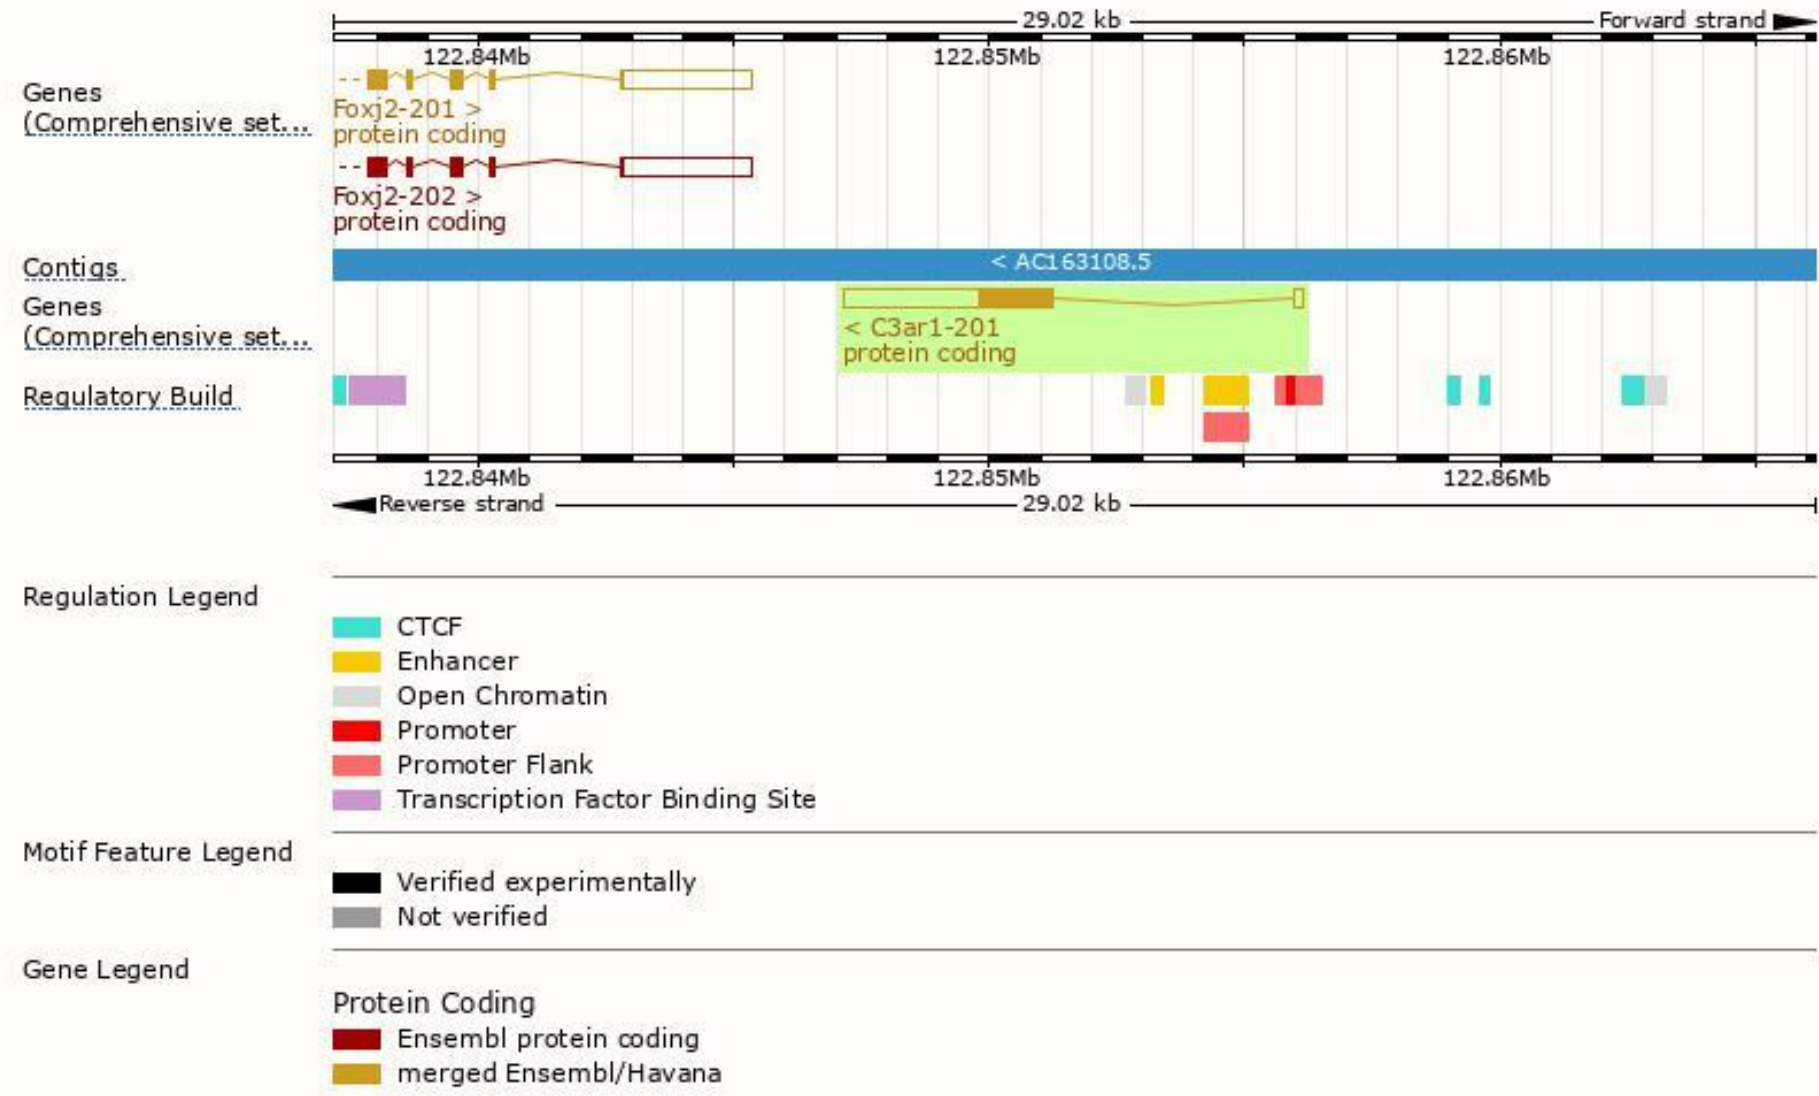 29.02 kb
Forward strand
122.84Mb 122.85Mb 122.86Mb
Genes
(Comprehensive set...
Foxj2-201 >
protein coding
Foxj2-202 >
protein coding
Contigs
< AC163108.5
Genes
(Comprehensive set...
< C3ar1-201
protein coding
Regulatory Build
122.84Mb 122.85Mb 122.86Mb
Reverse strand
29.02 kb
Regulation Legend
CTCF
Enhancer
Open Chromatin
Promoter
Promoter Flank
Transcription Factor Binding Site
Motif Feature Legend
Verified experimentally
Not verified
Gene Legend
Protein Coding
Ensembl protein coding
merged Ensembl/Havana